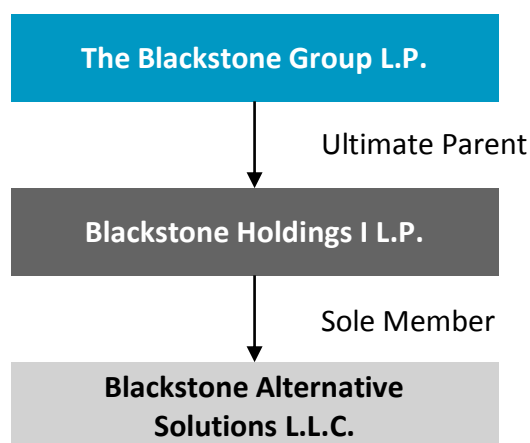 The Blackstone Group L.P.
Ultimate Parent
Blackstone Holdings I L.P.
Sole Member
Blackstone Alternative
Solutions L.L.C.